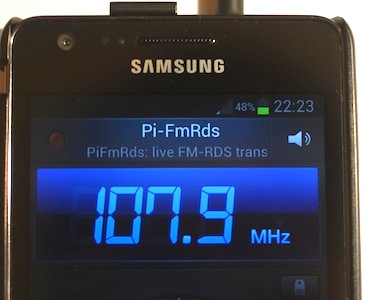 SAMSUNG
48% 22:23
Pi-FmRds
PiFmRds: live FM-RDS trans
107.9 MHz